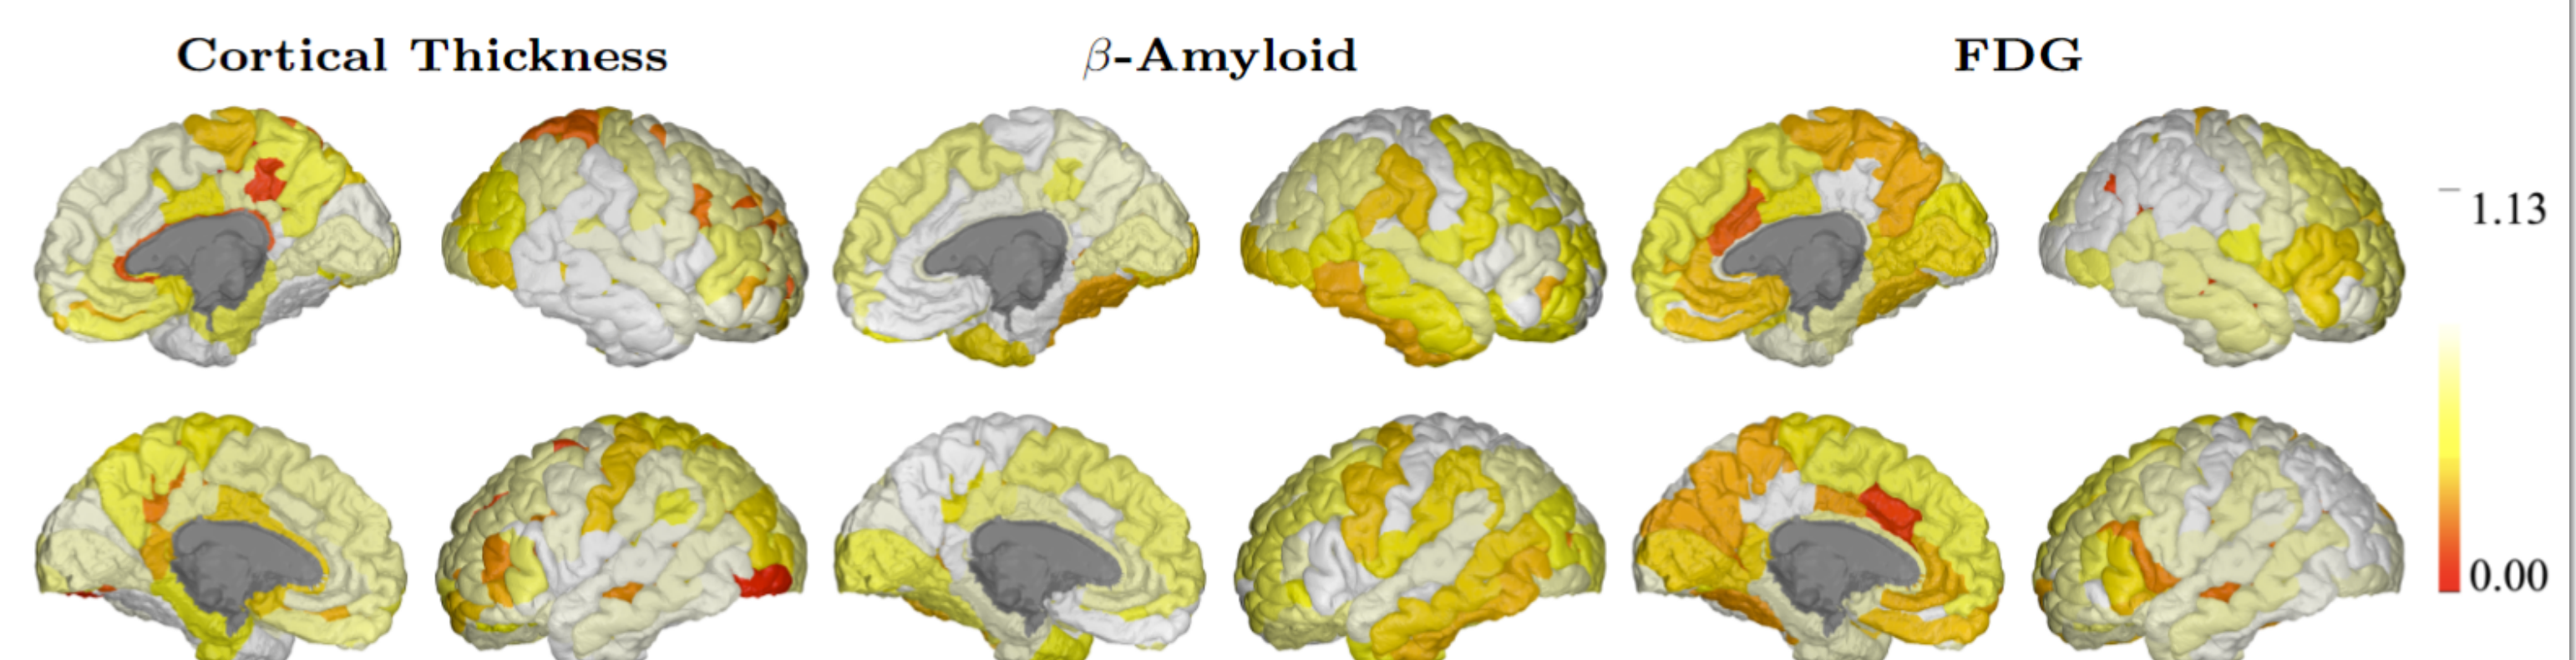 Cortical Thickness
β-Amyloid
FDG
1.13
0.00